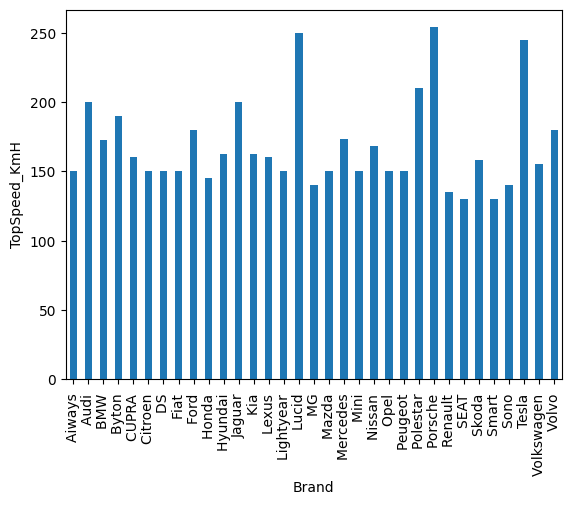 250
200
150
100
50
0
TopSpeed_KmH
Aiways
Audi
BMW
Byton
CUPRA
Citroen
DS
Fiat
Ford
Honda
Hyundai
Jaguar
Kia
Lexus
Lightyear
Lucid
MG
Mazda
Mercedes
Mini
Nissan
Opel
Peugeot
Polestar
Porsche
Renault
SEAT
Skoda
Smart
Sono
Tesla
Volkswagen
Volvo
Brand